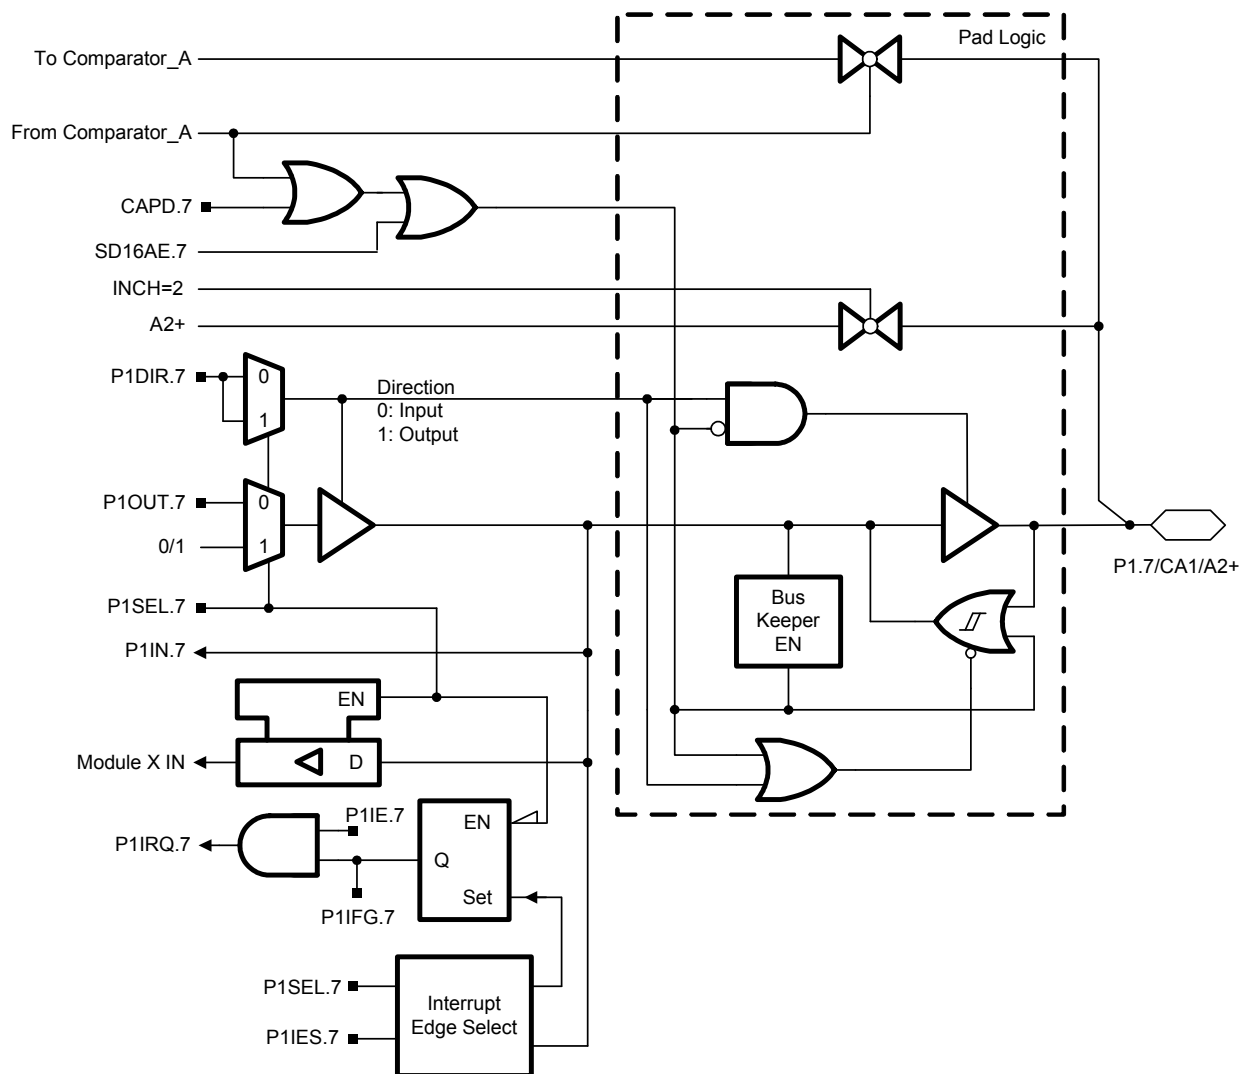 Pad Logic
To Comparator_A
From Comparator_A
CAPD.7
SD16AE.7
INCH=2
A2+
P1DIR.7
0
1
Direction
0: Input
1: Output
P1OUT.7
0
0/1
1
P1SEL.7
P1IN.7
P1.7/CA1/A2+
Bus
Keeper
EN
EN
Module X IN
D
P1IE.7
EN
P1IRQ.7
Q
Set
P1IFG.7
P1SEL.7
Interrupt
Edge Select
P1IES.7